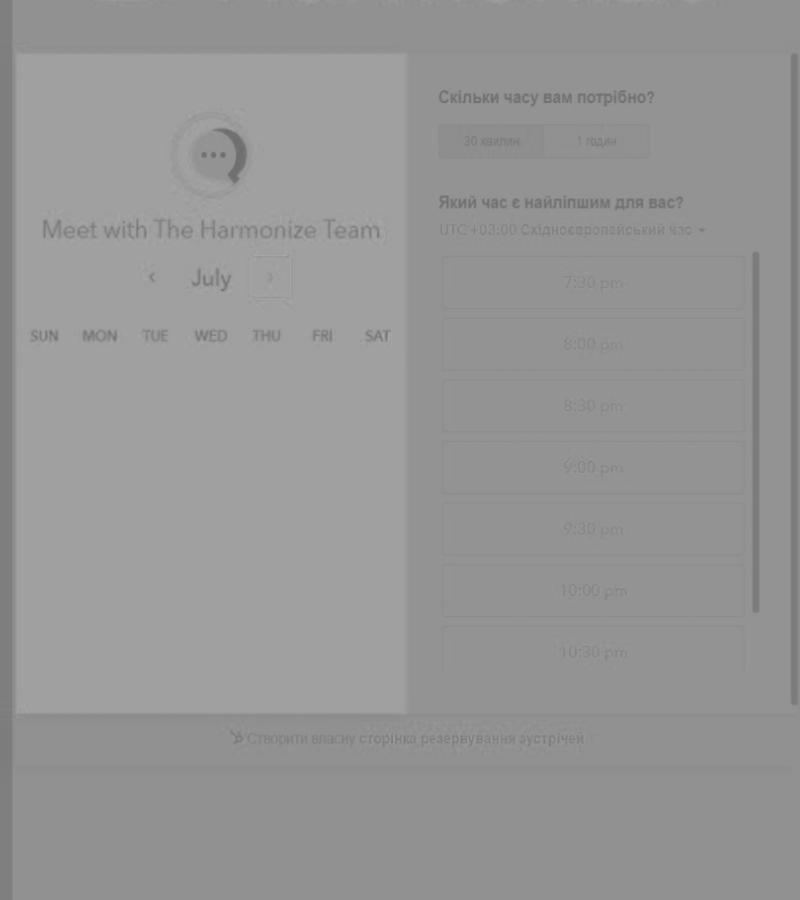 Meet with The Harmonize Team
July
SUN MON TUE WED THU FRI SAT
Скільки часу вам потрібно?
30 хвилин 1 годин
Який час є найліпшим для вас?
UTC +03:00 Східноєвропейський час
7:30 pm
8:00 pm
8:30 pm
9:00 pm
9:30 pm
10:00 pm
10:30 pm
Створити власну сторінка резервування зустрічей